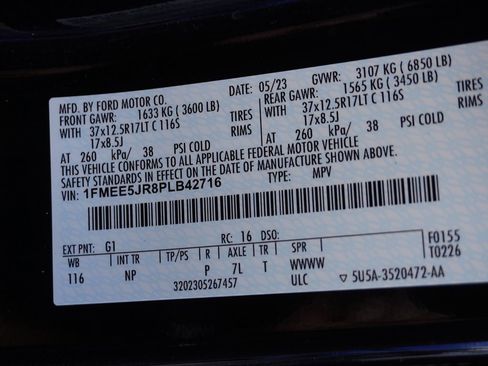 MFD. BY FORD MOTOR CO.
DATE: 05/23 GVWR: 3107 KG (6850 LB)
FRONT GAWR: 1633 KG (3600 LB)
REAR GAWR: 1565 KG (3450 LB)
WITH 37x12.5R17LT C 116S TIRES
WITH 37x12.5R17LT C 116S TIRES
17x8.5J RIMS
17x8.5J RIMS
AT 260 kPa/ 38 PSI COLD
AT 260 kPa/ 38 PSI COLD
THIS VEHICLE CONFORMS TO ALL APPLICABLE FEDERAL MOTOR VEHICLE
SAFETY STANDARDS IN EFFECT ON THE DATE OF MANUFACTURE SHOWN ABOVE.
VIN: 1FMEE5JR8PLB42716
TYPE: MPV
EXT PNT: G1 RC: 16 DSO:
F0155
WB INT TR TP/PS R AXLE TR SPR
T0226
116 NP P 7L T WWWW
3202305267457 ULC
▽ 5U5A-3520472-AA